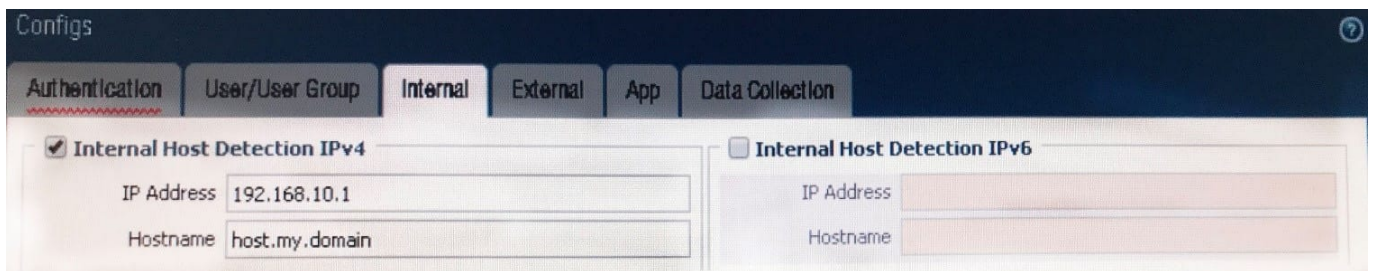 Configs
Authentication User/User Group Internal External App Data Collection
Internal Host Detection IPv4
IP Address 192.168.10.1
Hostname host.my.domain
Internal Host Detection IPv6
IP Address
Hostname